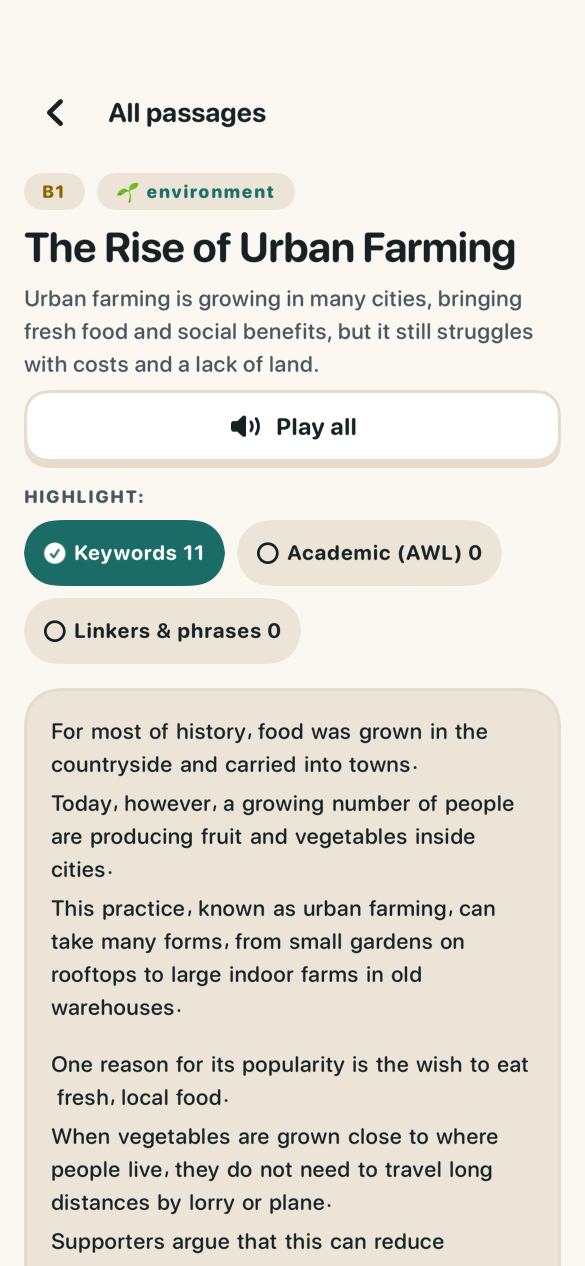 All passages
B1
environment
The Rise of Urban Farming
Urban farming is growing in many cities, bringing
fresh food and social benefits, but it still struggles
with costs and a lack of land.
Play all
HIGHLIGHT:
Keywords 11
Academic (AWL) 0
Linkers & phrases 0
For most of history, food was grown in the
countryside and carried into towns.
Today, however, a growing number of people
are producing fruit and vegetables inside
cities.
This practice, known as urban farming, can
take many forms, from small gardens on
rooftops to large indoor farms in old
warehouses.
One reason for its popularity is the wish to eat
fresh, local food.
When vegetables are grown close to where
people live, they do not need to travel long
distances by lorry or plane.
Supporters argue that this can reduce